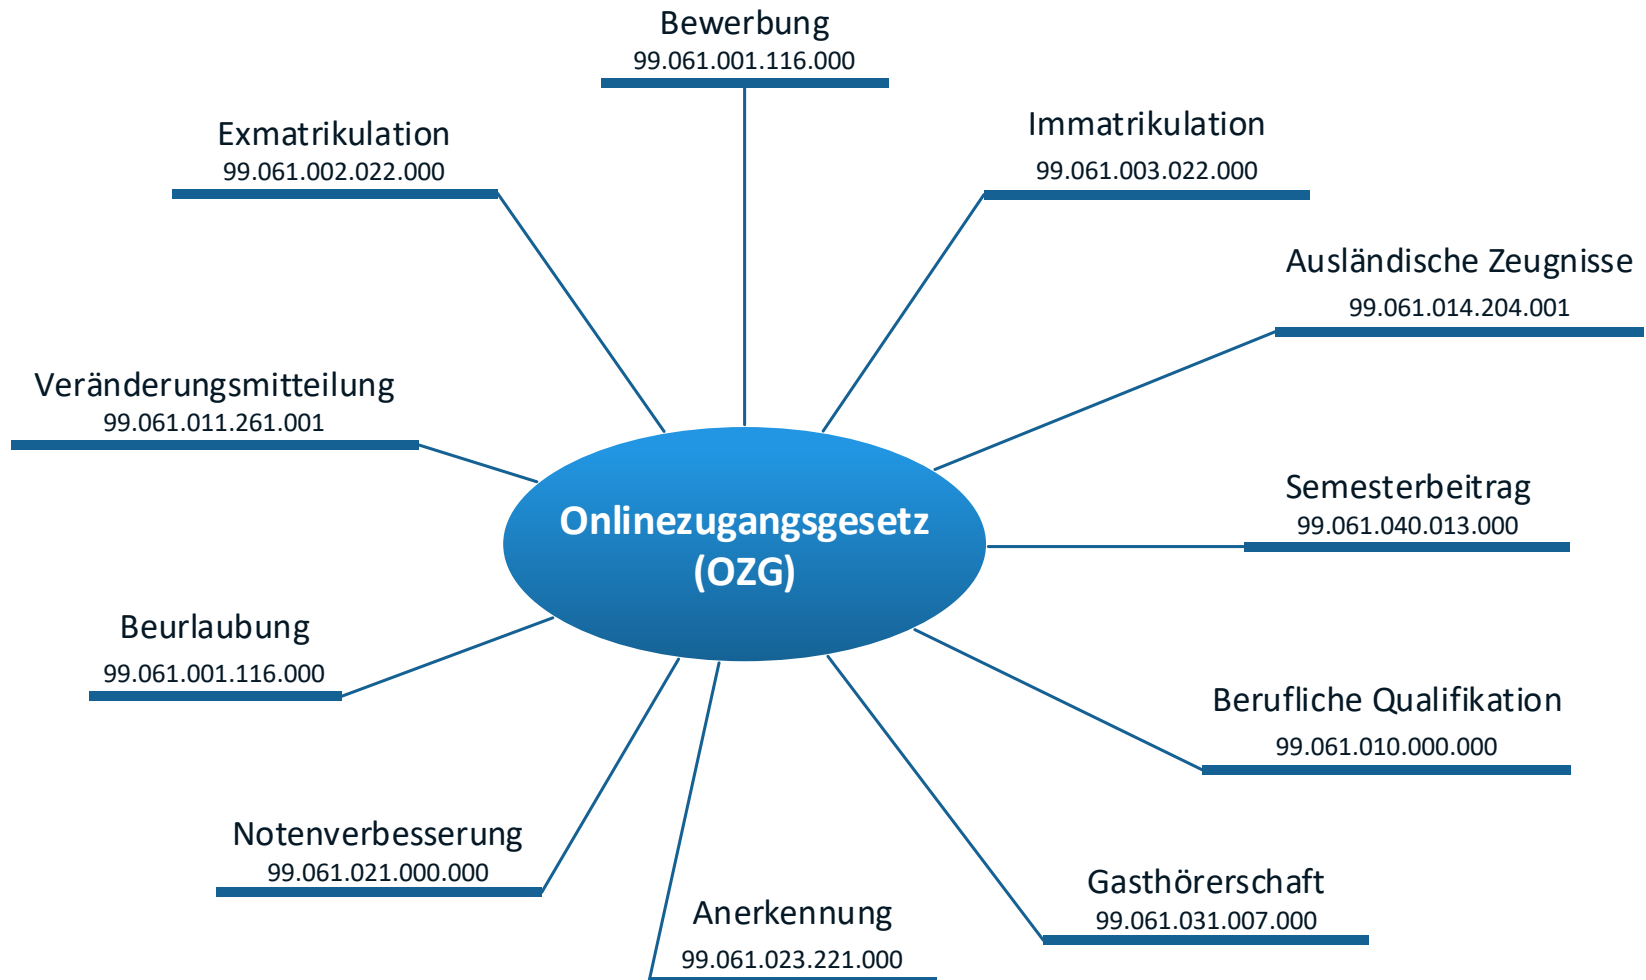 Bewerbung
99.061.001.116.000
Immatrikulation
99.061.003.022.000
Exmatrikulation
99.061.002.022.000
Ausländische Zeugnisse
99.061.014.204.001
Veränderungsmitteilung
99.061.011.261.001
Onlinezugangsgesetz
(OZG)
Semesterbeitrag
99.061.040.013.000
Beurlaubung
99.061.001.116.000
Berufliche Qualifikation
99.061.010.000.000
Notenverbesserung
99.061.021.000.000
Gasthörerschaft
99.061.031.007.000
Anerkennung
99.061.023.221.000